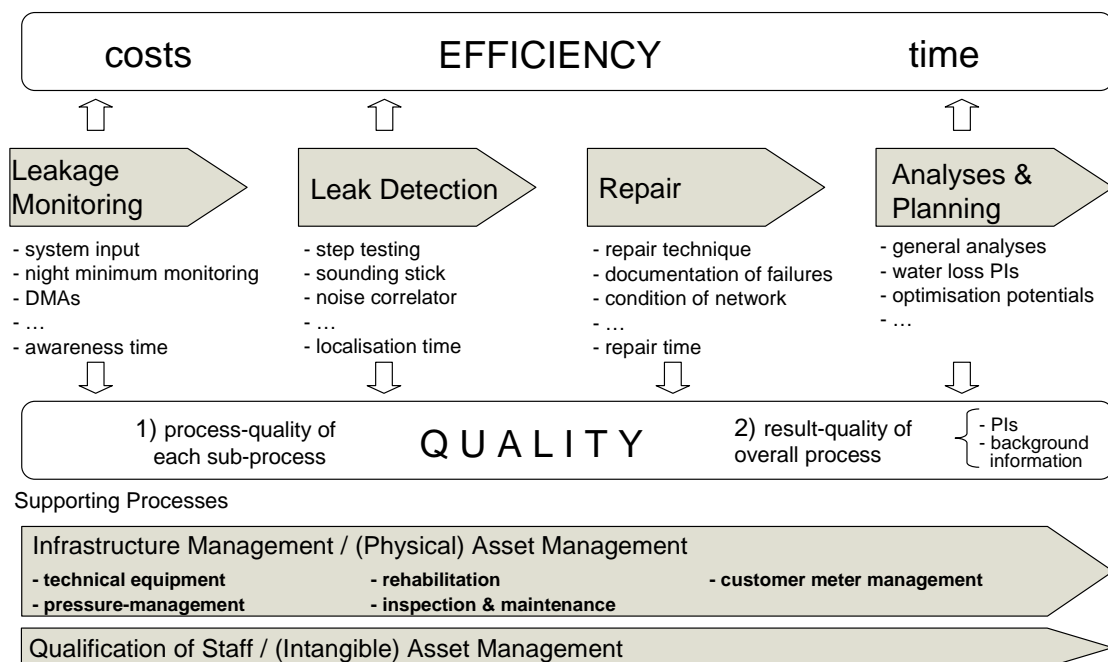 costs EFFICIENCY time
Leakage
Monitoring
- system input
- night minimum monitoring
- DMAs
- …
- awareness time
Leak Detection
- step testing
- sounding stick
- noise correlator
- …
- localisation time
Repair
- repair technique
- documentation of failures
- condition of network
- …
- repair time
Analyses &
Planning
- general analyses
- water loss PIs
- optimisation potentials
- …
1) process-quality of
each sub-process
Q U A L I T Y
2) result-quality of
overall process
- PIs
- background
information
Supporting Processes
Infrastructure Management / (Physical) Asset Management
- technical equipment
- pressure-management
- rehabilitation
- inspection & maintenance
- customer meter management
Qualification of Staff / (Intangible) Asset Management